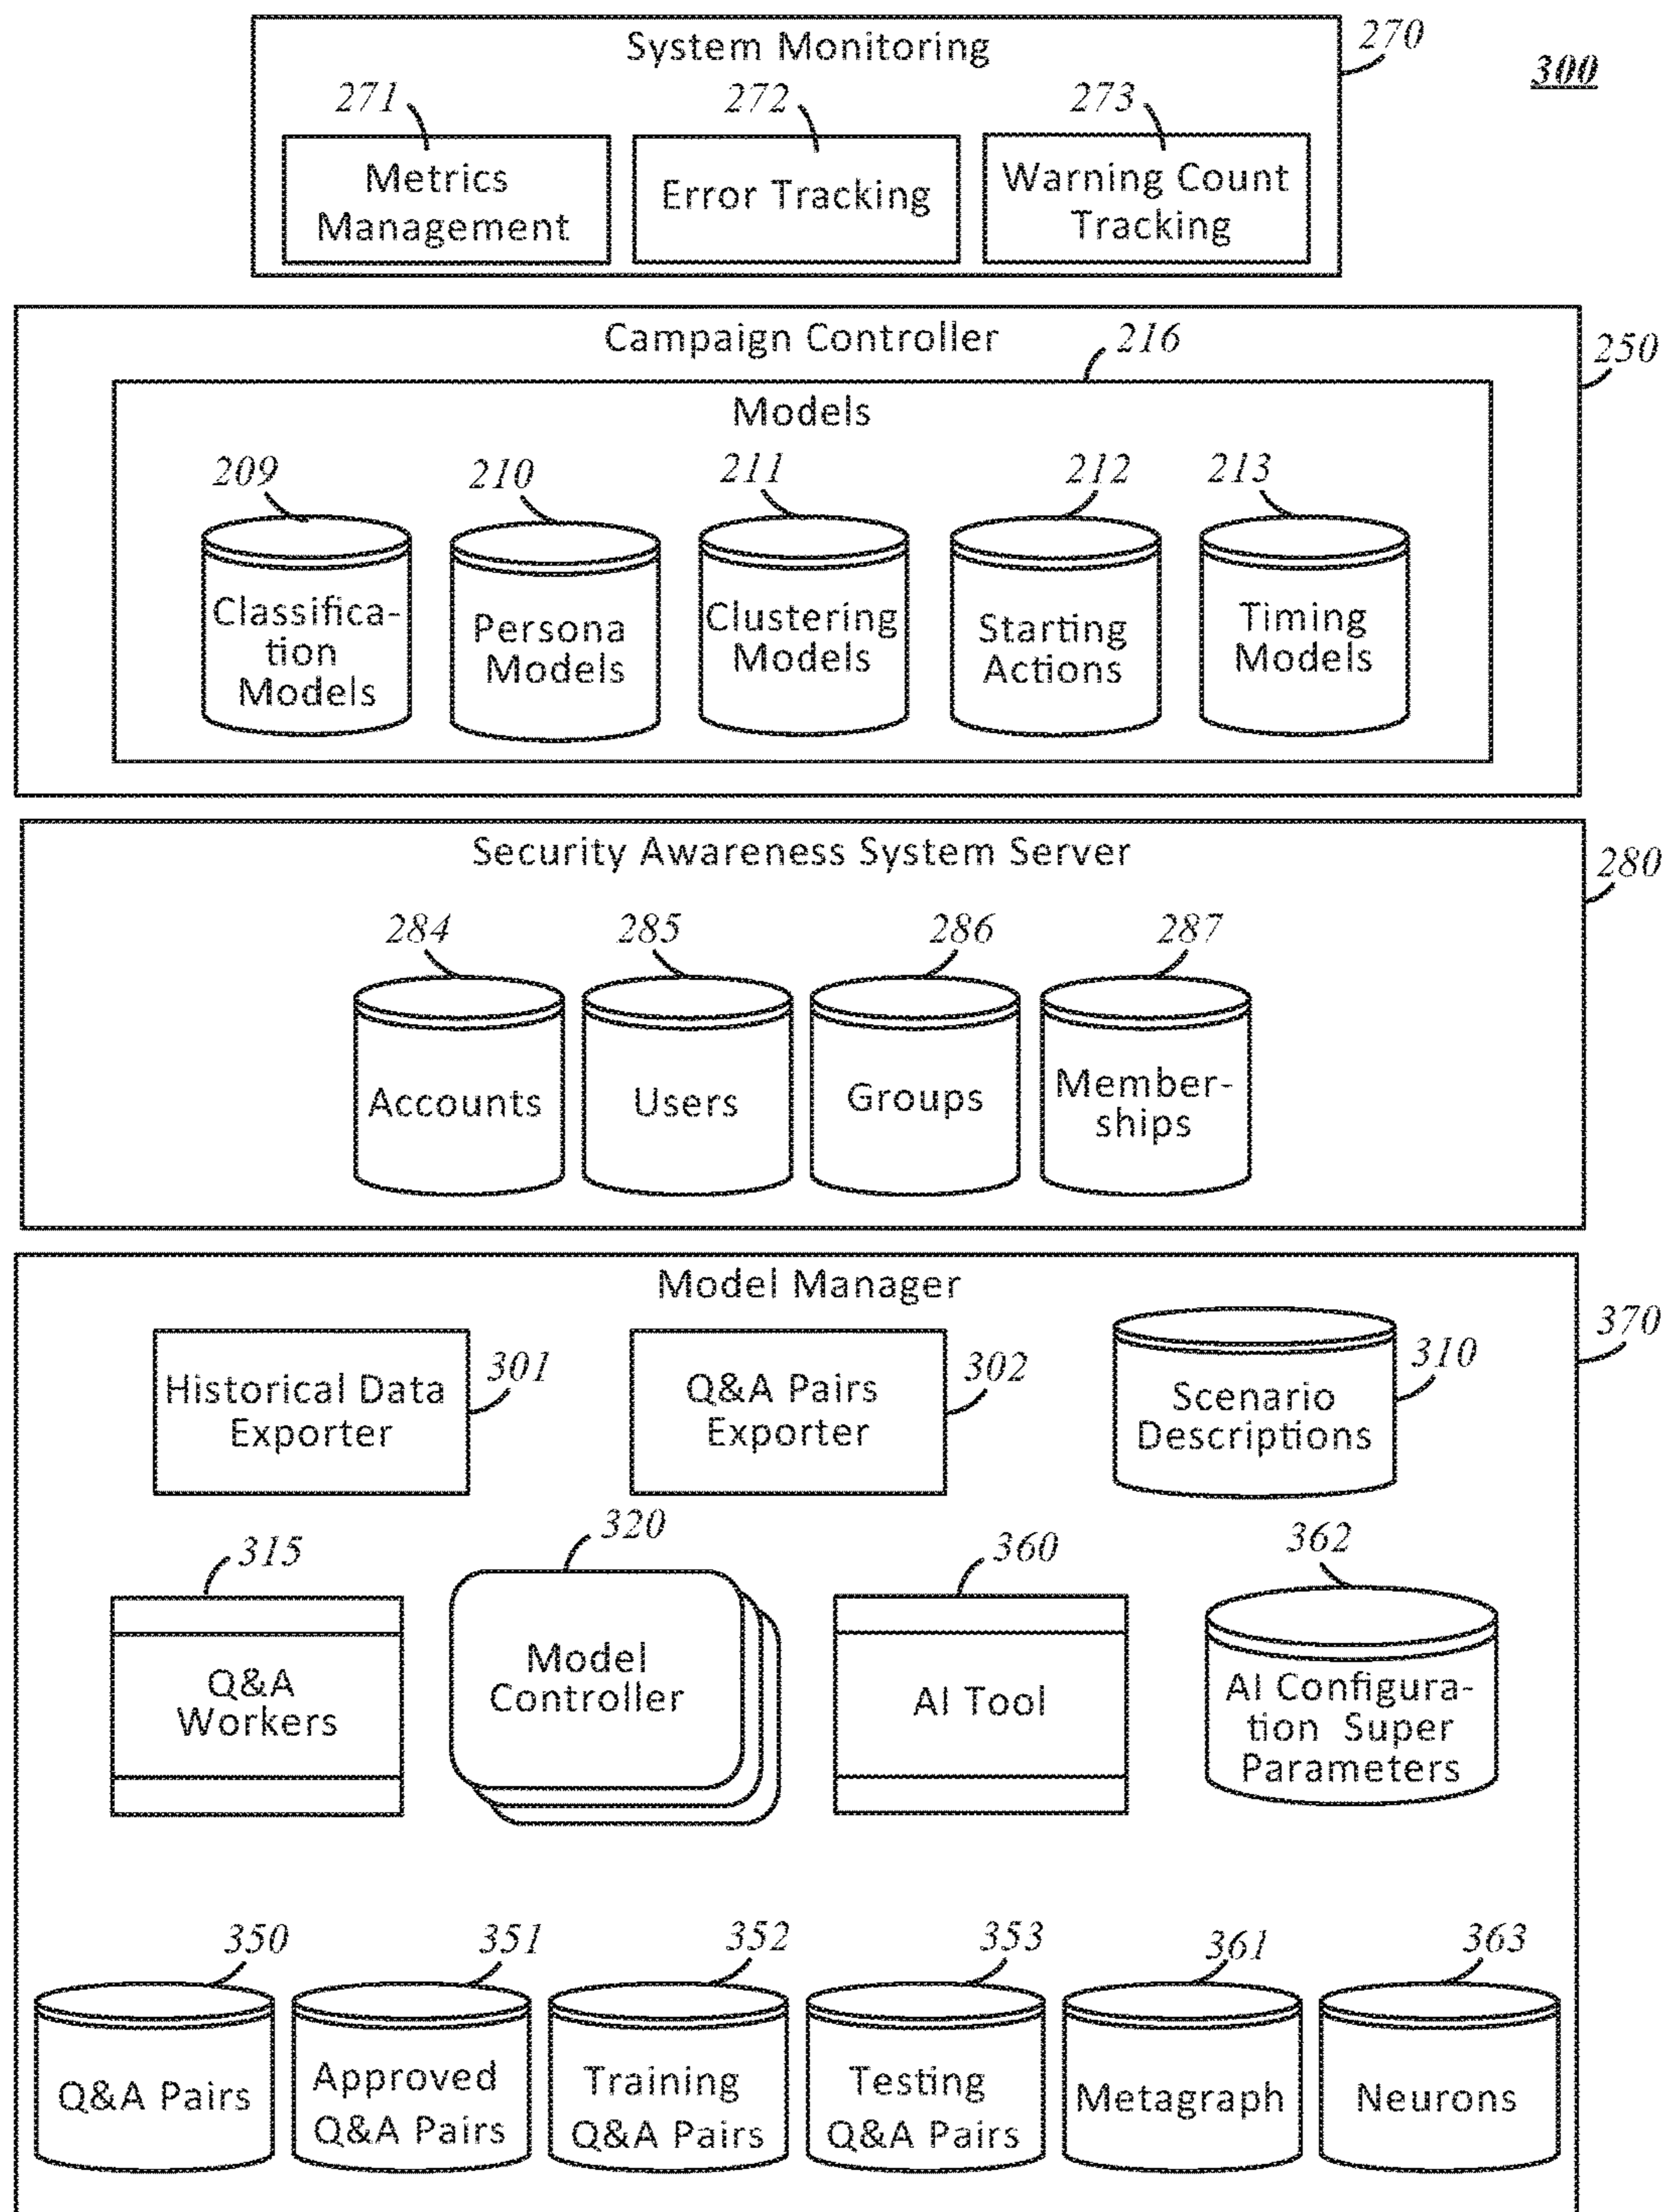 System Monitoring
270
300
271
272
273
Metrics
Management
Error Tracking
Warning Count
Tracking
Campaign Controller
216
250
Models
209
210
211
212
213
Classifica-
tion
Models
Persona
Models
Clustering
Models
Starting
Actions
Timing
Models
Security Awareness System Server
280
284
285
286
287
Accounts
Users
Groups
Member-
ships
Model Manager
370
Historical Data
Exporter
301
Q&A Pairs
Exporter
302
Scenario
Descriptions
310
315
320
360
362
Q&A
Workers
Model
Controller
AI Tool
AI Configura-
tion Super
Parameters
350
351
352
353
361
363
Q&A Pairs
Approved
Q&A Pairs
Training
Q&A Pairs
Testing
Q&A Pairs
Metagraph
Neurons